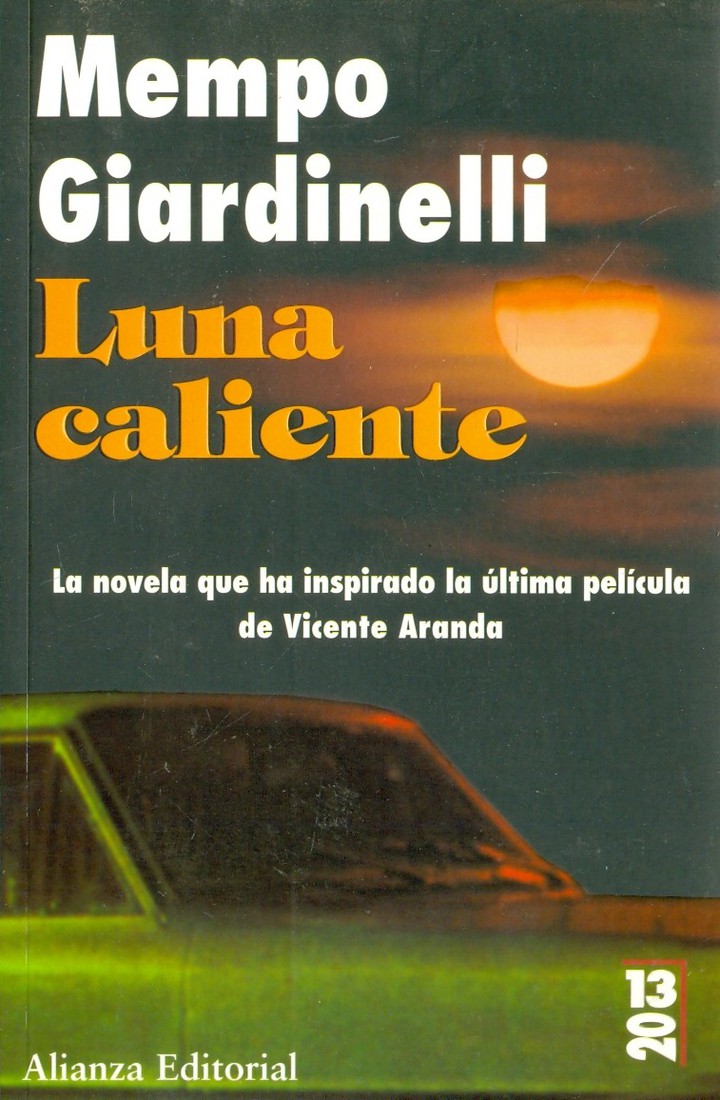 Mempo
Giardinelli
Luna
caliente
La novela que ha inspirado la última película
de Vicente Aranda
13
20
Alianza Editorial